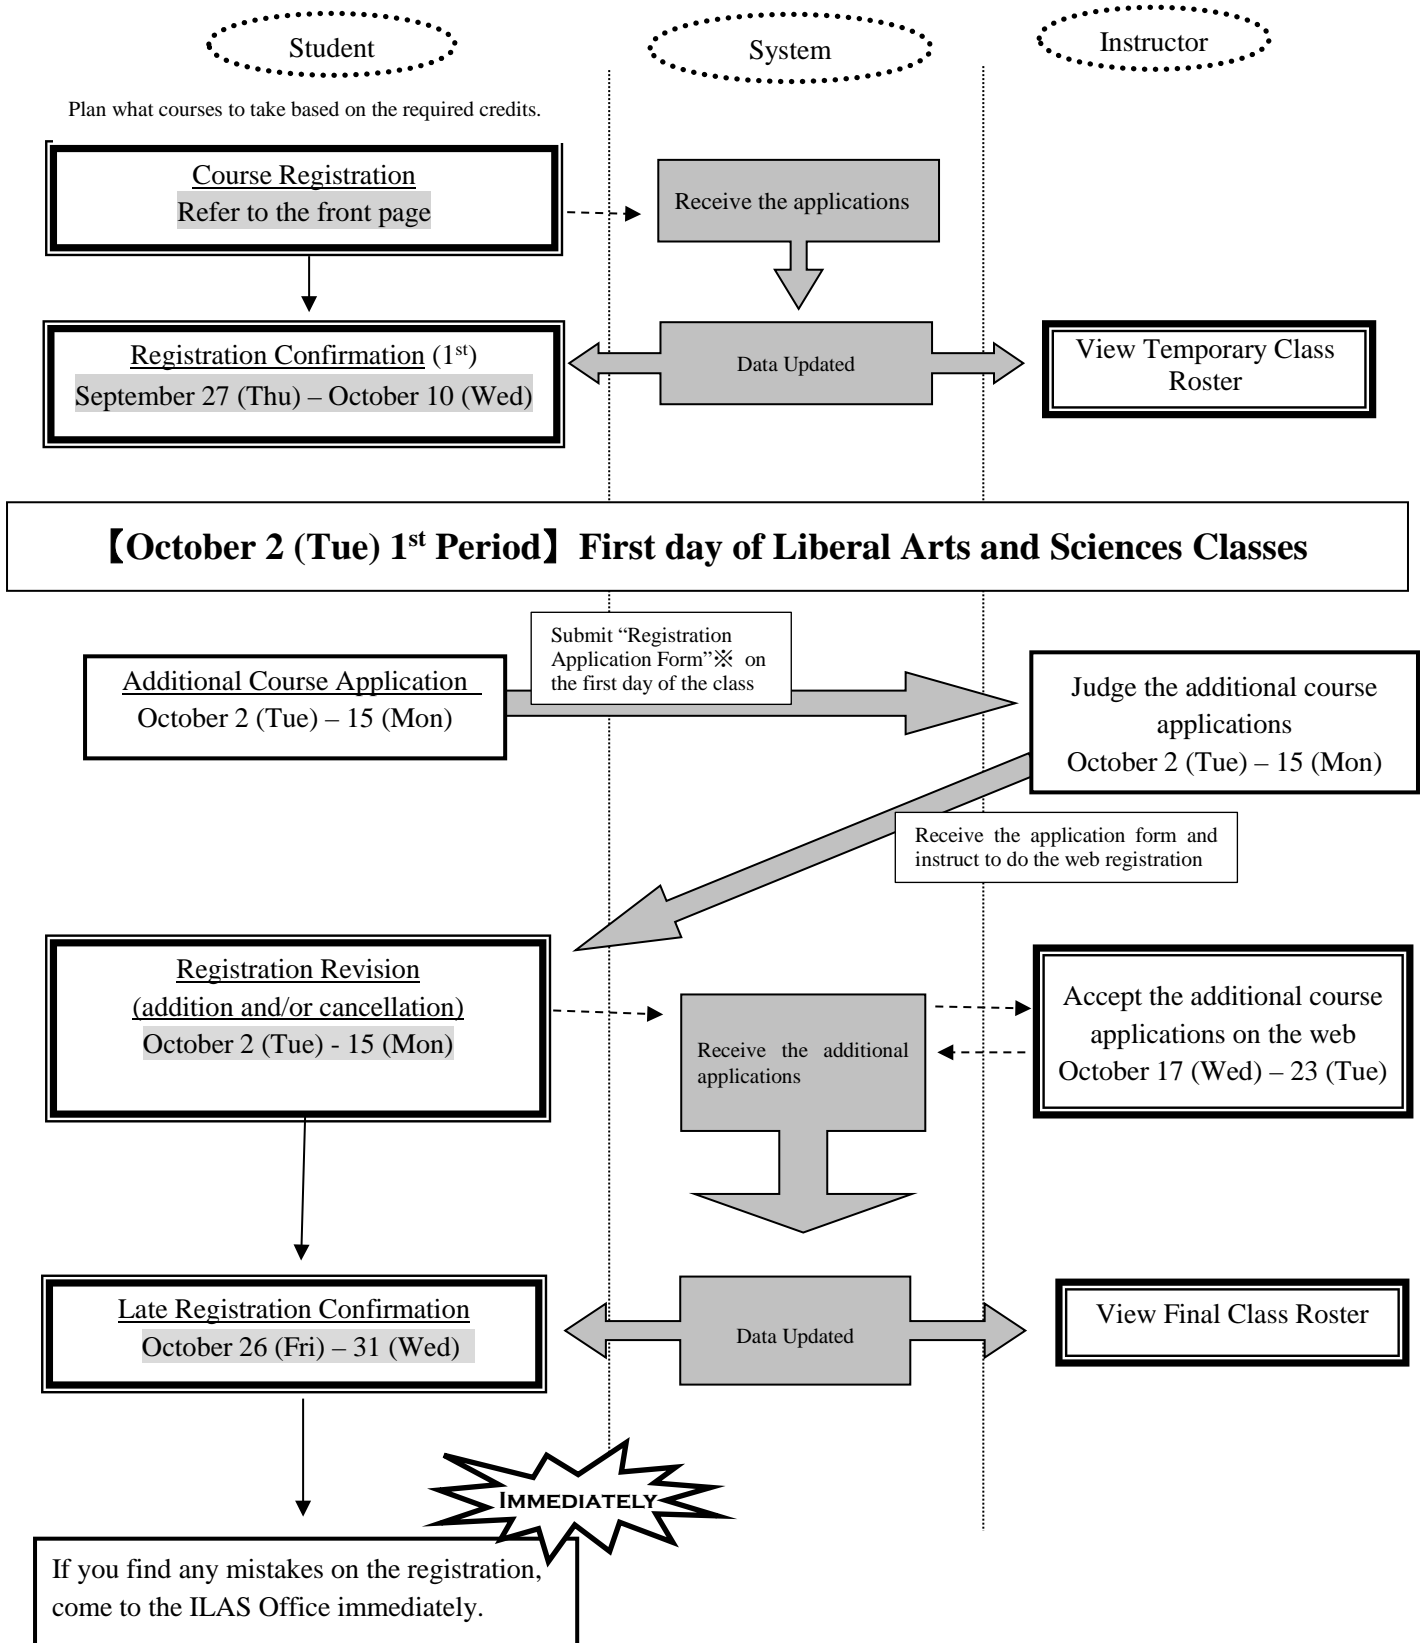 Student
System
Instructor
Plan what courses to take based on the required credits.
Course Registration
Refer to the front page
Receive the applications
Registration Confirmation (1st)
September 27 (Thu) – October 10 (Wed)
Data Updated
View Temporary Class
Roster
【October 2 (Tue) 1st Period】 First day of Liberal Arts and Sciences Classes
Submit “Registration
Application Form”※ on
the first day of the class
Additional Course Application
October 2 (Tue) – 15 (Mon)
Judge the additional course
applications
October 2 (Tue) – 15 (Mon)
Receive the application form and
instruct to do the web registration
Registration Revision
(addition and/or cancellation)
October 2 (Tue) - 15 (Mon)
Receive the additional
applications
Accept the additional course
applications on the web
October 17 (Wed) – 23 (Tue)
Late Registration Confirmation
October 26 (Fri) – 31 (Wed)
Data Updated
View Final Class Roster
IMMEDIATELY
If you find any mistakes on the registration,
come to the ILAS Office immediately.